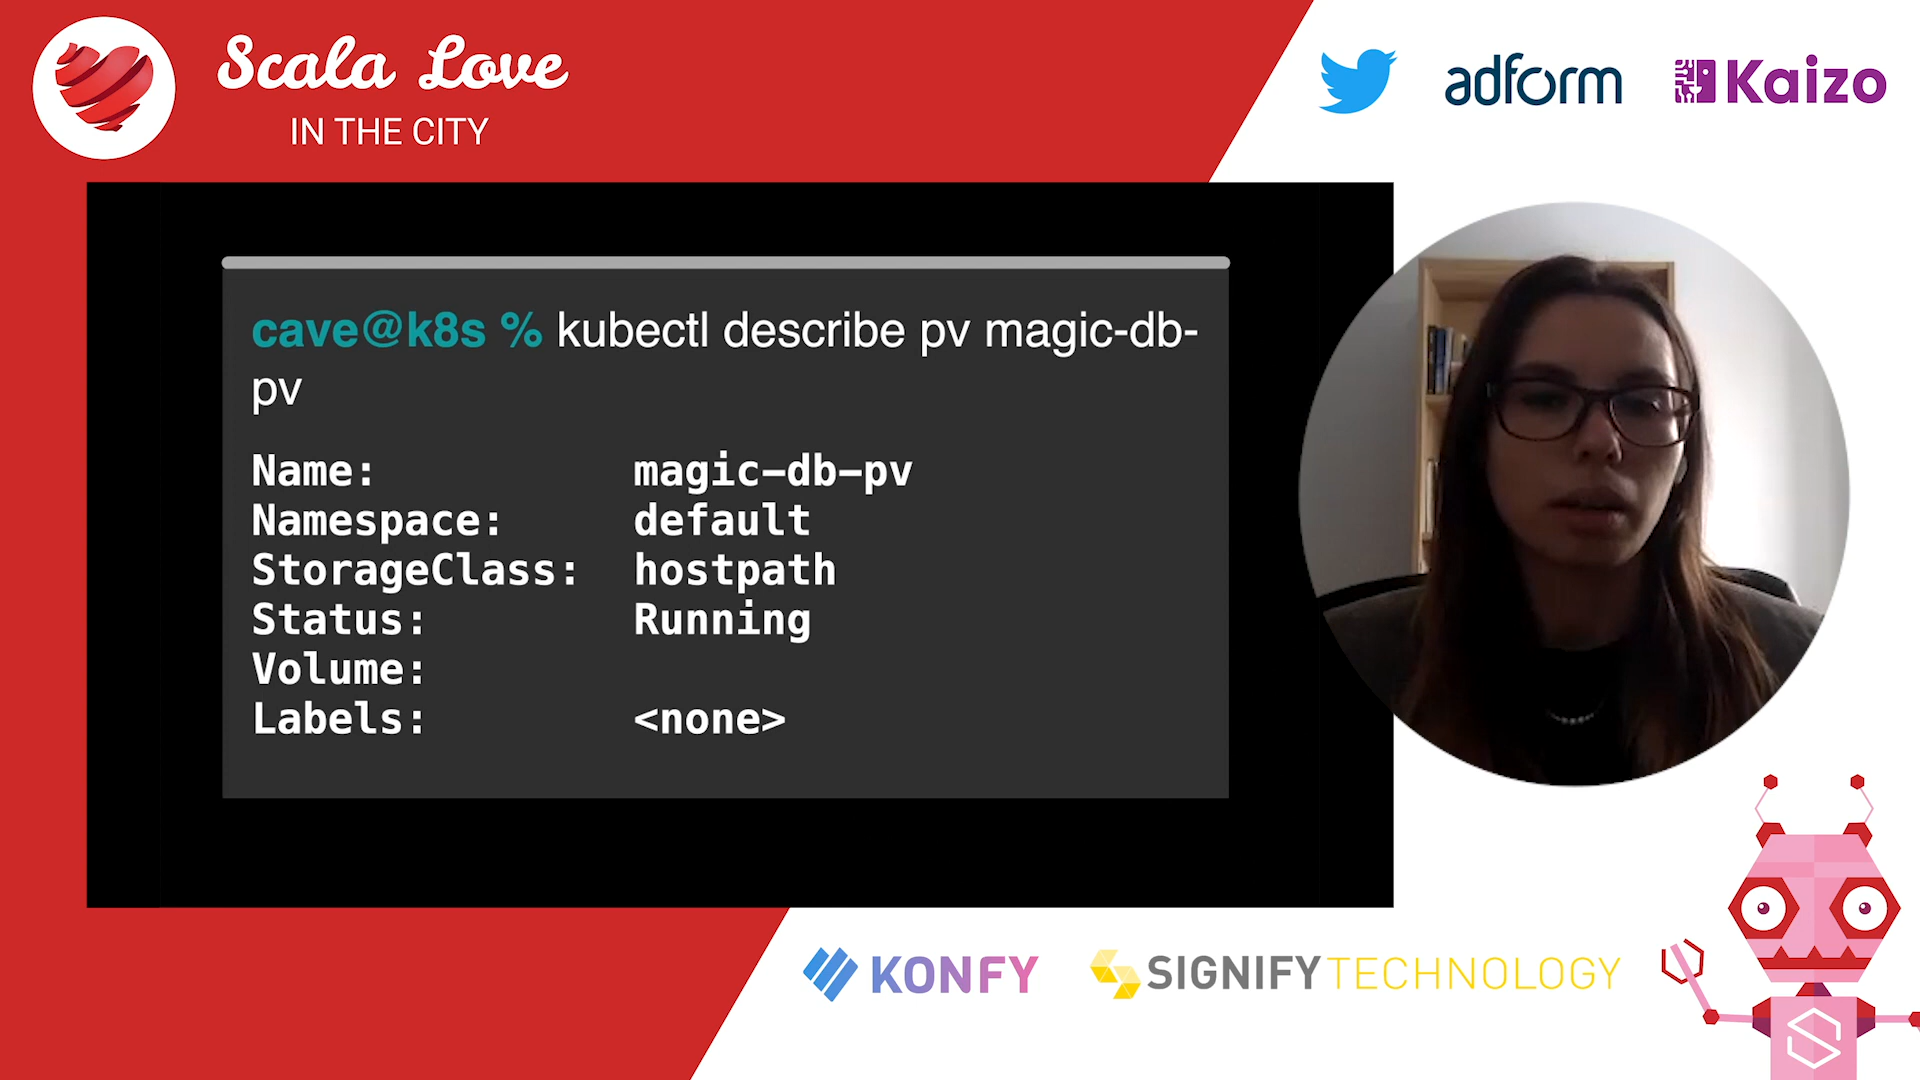 Scala Love
IN THE CITY
adform
Kaizo
cave@k8s % kubectl describe pv magic-db-
pv
Name: magic-db-pv
Namespace: default
StorageClass: hostpath
Status: Running
Volume:
Labels: <none>
KONFY
SIGNIFY TECHNOLOGY